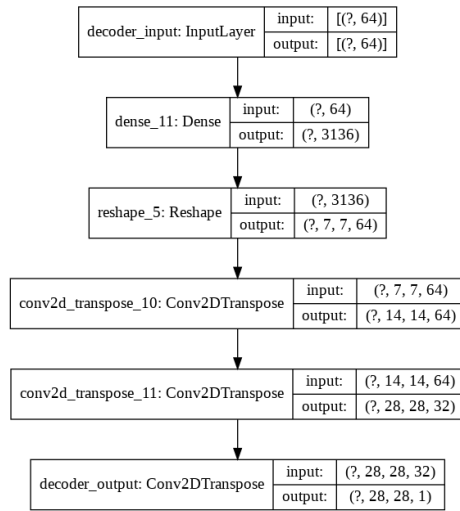 decoder_input: InputLayer input: [(?, 64)]
output: [(?, 64)]
dense_11: Dense input: (?, 64)
output: (?, 3136)
reshape_5: Reshape input: (?, 3136)
output: (?, 7, 7, 64)
conv2d_transpose_10: Conv2DTranspose input: (?, 7, 7, 64)
output: (?, 14, 14, 64)
conv2d_transpose_11: Conv2DTranspose input: (?, 14, 14, 64)
output: (?, 28, 28, 32)
decoder_output: Conv2DTranspose input: (?, 28, 28, 32)
output: (?, 28, 28, 1)